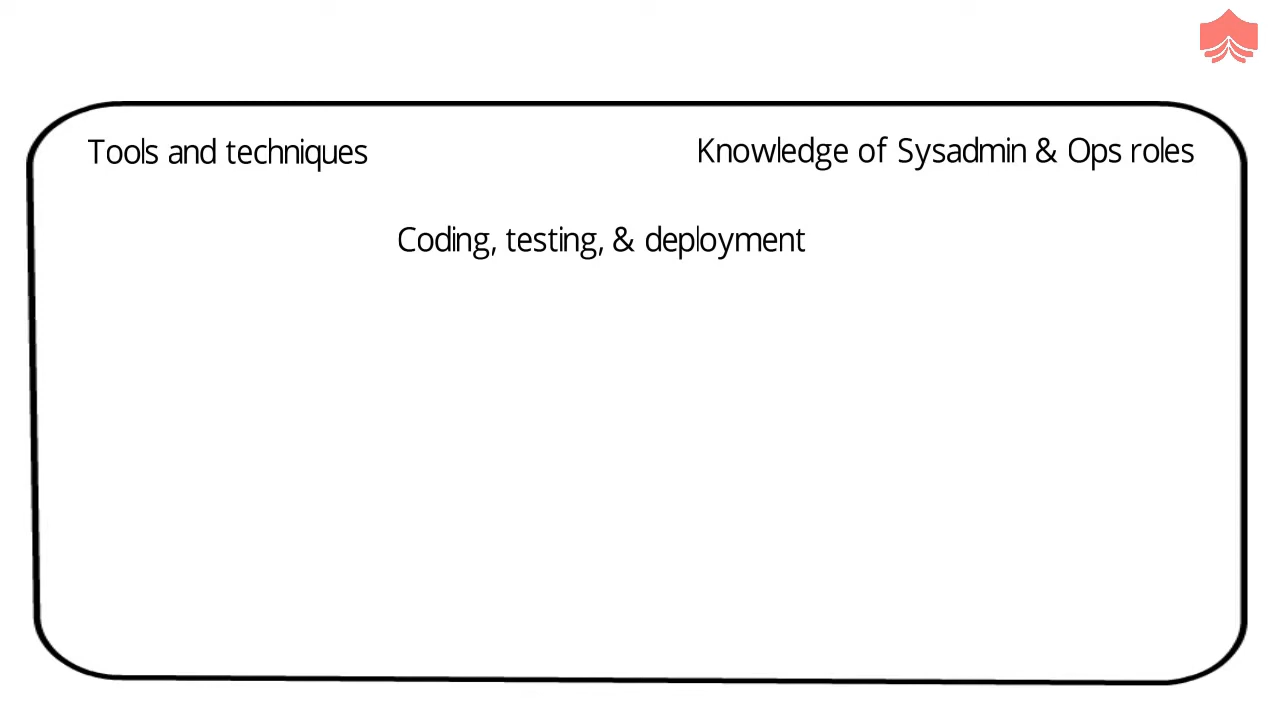 Tools and techniques
Knowledge of Sysadmin & Ops roles
Coding, testing, & deployment